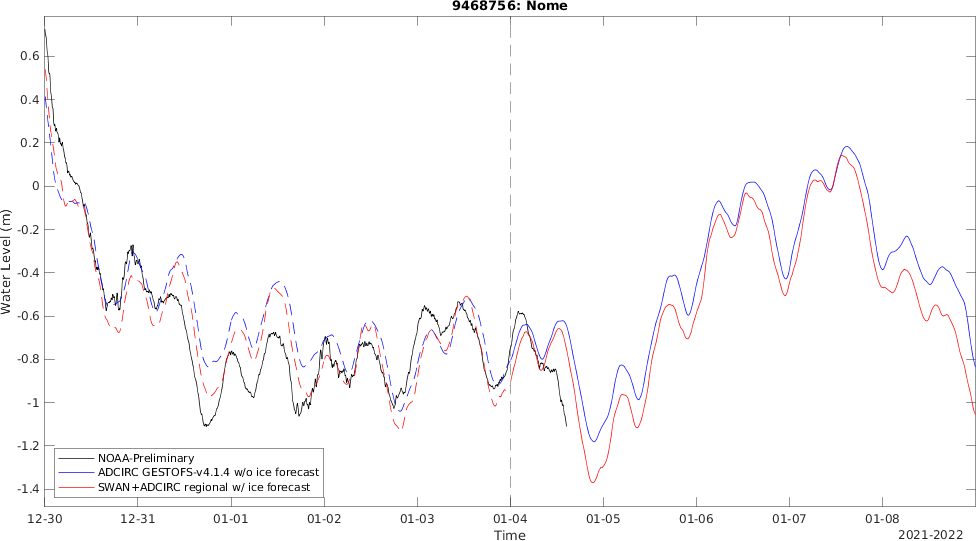 9468756: Nome
Water Level (m)
0.6
0.4
0.2
0
-0.2
-0.4
-0.6
-0.8
-1
-1.2
-1.4
NOAA-Preliminary
ADCIRC GESTOFS-v4.1.4 w/o ice forecast
SWAN+ADCIRC regional w/ ice forecast
12-30 12-31 01-01 01-02 01-03 01-04 01-05 01-06 01-07 01-08
Time
2021-2022